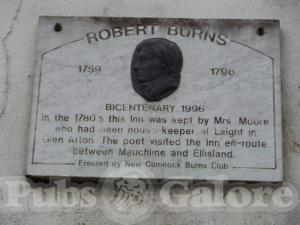 ROBERT BURNS
1759 1796
BICENTENARY 1996
In the 1780's this Inn was kept by Mrs. Moore
who had been house-keeper at Laight in
Glen Afton. The poet visited the Inn en-route
between Mauchline and Ellisland.
Erected by New Cumnock Burns Club
Pubs Galore